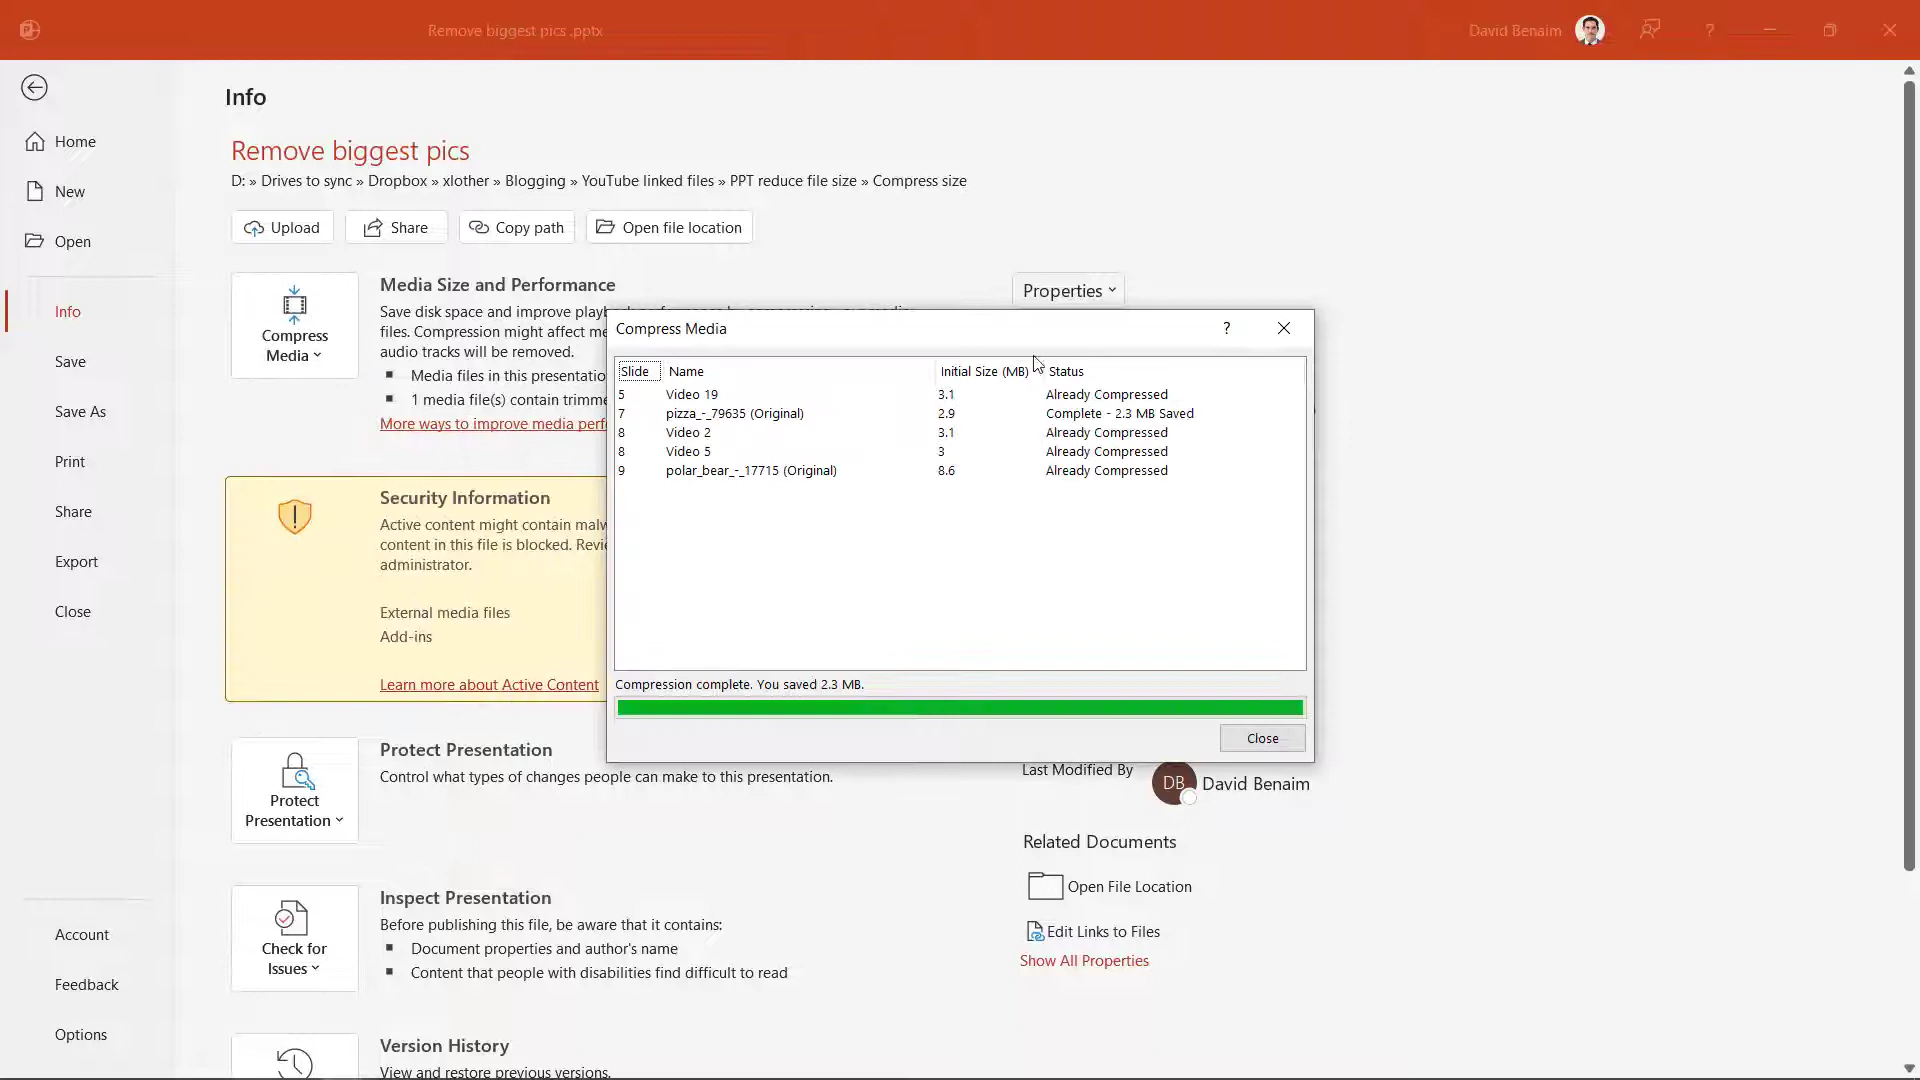 Remove biggest pics .pptx
David Benaim
?
Info
Home
New
Open
Info
Save
Save As
Print
Share
Export
Close
Account
Feedback
Options
Remove biggest pics
D: » Drives to sync » Dropbox » xlother » Blogging » YouTube linked files » PPT reduce file size » Compress size
Upload
Share
Copy path
Open file location
Compress
Media
Media Size and Performance
Save disk space and improve playb
files. Compression might affect me
audio tracks will be removed.
▪ Media files in this presentatio
▪ 1 media file(s) contain trimme
More ways to improve media perf
Properties
Compress Media
?
Slide Name Initial Size (MB) Status
5 Video 19 3.1 Already Compressed
7 pizza_-_79635 (Original) 2.9 Complete - 2.3 MB Saved
8 Video 2 3.1 Already Compressed
8 Video 5 3 Already Compressed
9 polar_bear_-_17715 (Original) 8.6 Already Compressed
Compression complete. You saved 2.3 MB.
Close
Security Information
Active content might contain malw
content in this file is blocked. Revi
administrator.
External media files
Add-ins
Learn more about Active Content
Protect
Presentation
Protect Presentation
Control what types of changes people can make to this presentation.
Last Modified By
DB
David Benaim
Related Documents
Open File Location
Edit Links to Files
Show All Properties
Check for
Issues
Inspect Presentation
Before publishing this file, be aware that it contains:
▪ Document properties and author's name
▪ Content that people with disabilities find difficult to read
Version History
View and restore previous versions.